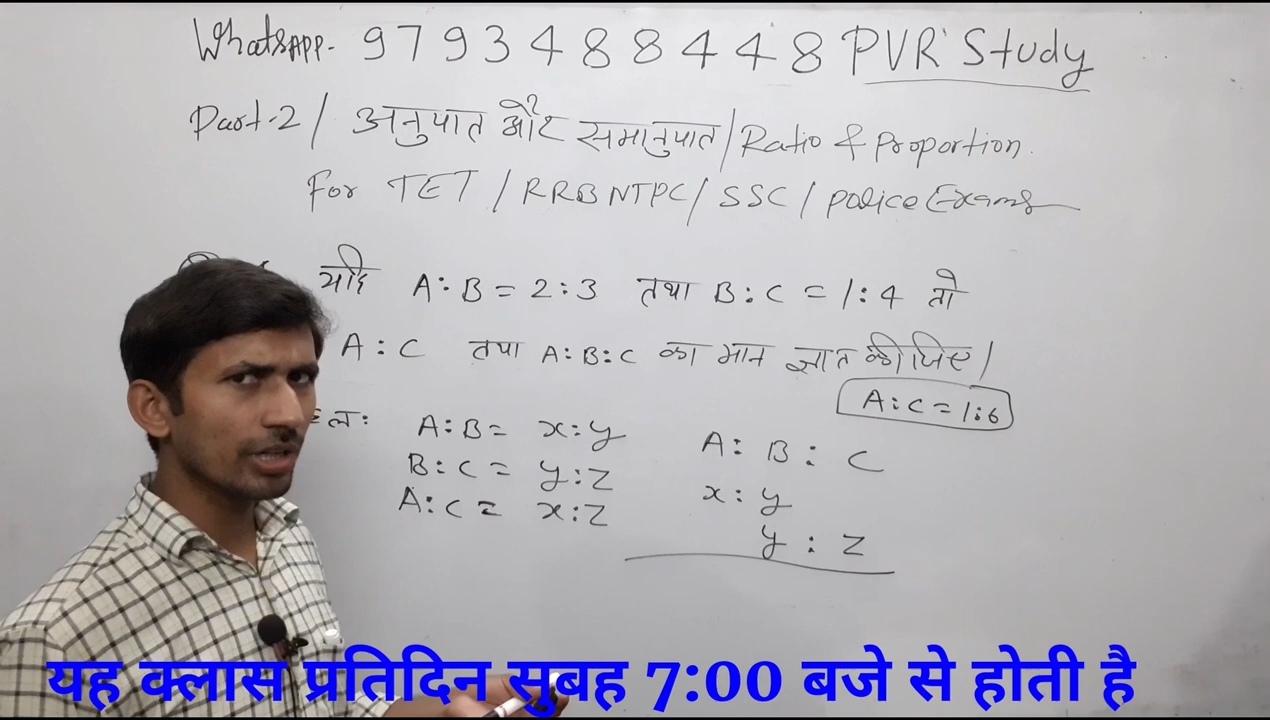 WhatsAPP. 9793488448 PVR Study
Part-2 / अनुपात और समानुपात / Ratio & Proportion.
For TET / RRB NTPC / SSC / Police Exams
यदि A:B = 2:3 तथा B:C = 1:4 तो
A:C तथा A:B:C का मान ज्ञात कीजिए।
A:C = 1:6
हल: A:B = x:y
B:C = y:z
A:C = x:z
A : B : C
x : y
y : z
यह क्लास प्रतिदिन सुबह 7:00 बजे से होती है